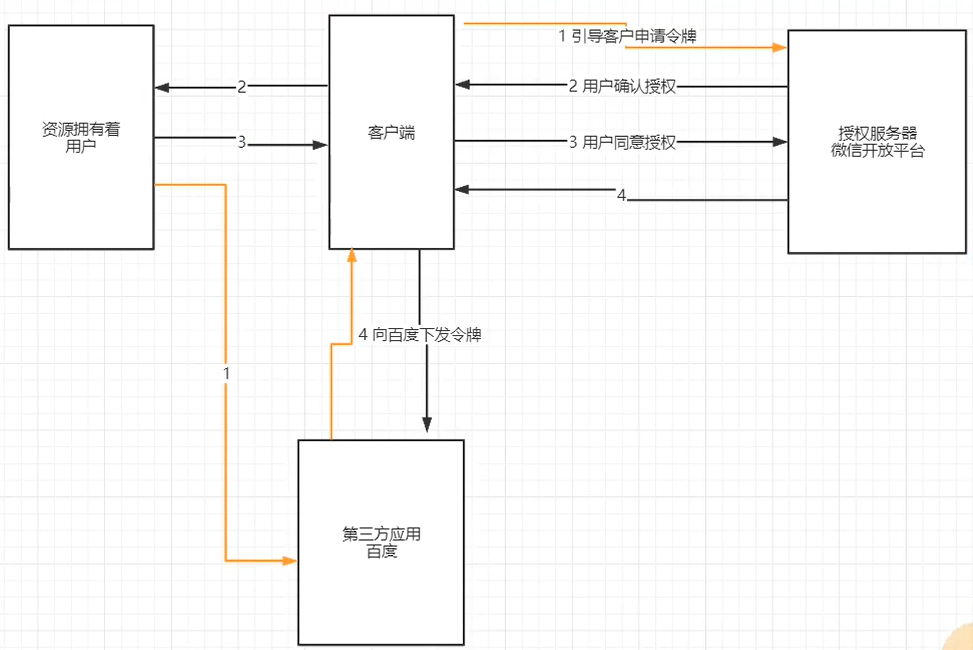 1 引导客户申请令牌
2
2 用户确认授权
资源拥有着
用户
客户端
授权服务器
微信开放平台
3
3 用户同意授权
4
4 向百度下发令牌
1
第三方应用
百度